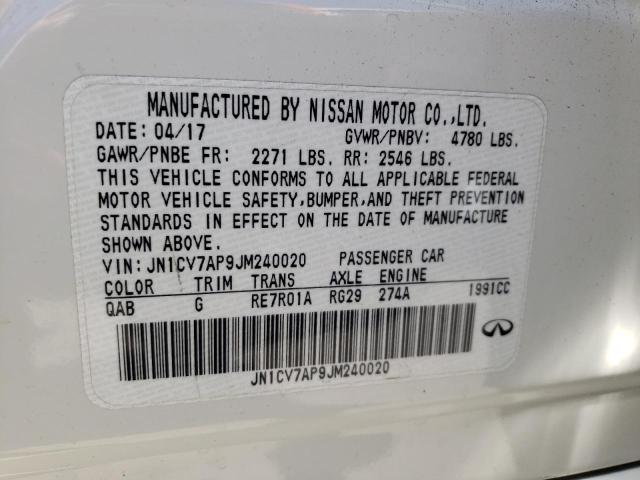 MANUFACTURED BY NISSAN MOTOR CO.,LTD.
DATE: 04/17 GVWR/PNBV: 4780 LBS.
GAWR/PNBE FR: 2271 LBS. RR: 2546 LBS.
THIS VEHICLE CONFORMS TO ALL APPLICABLE FEDERAL
MOTOR VEHICLE SAFETY,BUMPER,AND THEFT PREVENTION
STANDARDS IN EFFECT ON THE DATE OF MANUFACTURE
SHOWN ABOVE.
VIN:JN1CV7AP9JM240020 PASSENGER CAR
COLOR TRIM TRANS AXLE ENGINE
QAB G RE7R01A RG29 274A 1991CC
JN1CV7AP9JM240020